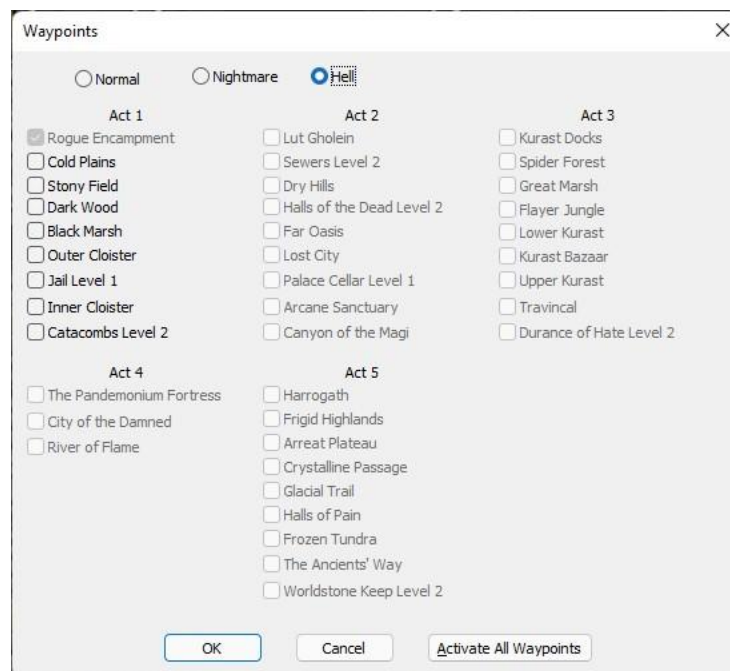 Waypoints
Normal
Nightmare
Hell
Act 1
Rogue Encampment
Cold Plains
Stony Field
Dark Wood
Black Marsh
Outer Cloister
Jail Level 1
Inner Cloister
Catacombs Level 2
Act 2
Lut Gholein
Sewers Level 2
Dry Hills
Halls of the Dead Level 2
Far Oasis
Lost City
Palace Cellar Level 1
Arcane Sanctuary
Canyon of the Magi
Act 3
Kurast Docks
Spider Forest
Great Marsh
Flayer Jungle
Lower Kurast
Kurast Bazaar
Upper Kurast
Travincal
Durance of Hate Level 2
Act 4
The Pandemonium Fortress
City of the Damned
River of Flame
Act 5
Harrogath
Frigid Highlands
Arreat Plateau
Crystalline Passage
Glacial Trail
Halls of Pain
Frozen Tundra
The Ancients' Way
Worldstone Keep Level 2
OK
Cancel
Activate All Waypoints